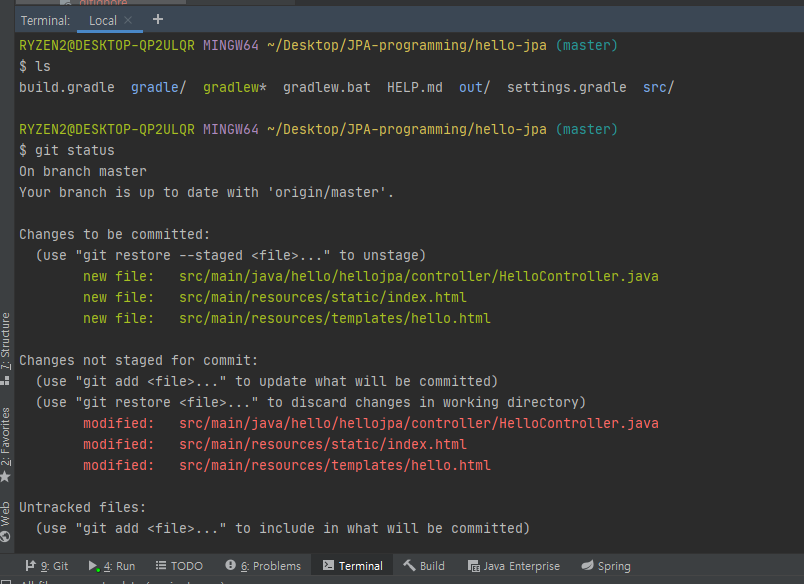 .gitignore
Terminal: Local × +
RYZEN2@DESKTOP-QP2ULQR MINGW64 ~/Desktop/JPA-programming/hello-jpa (master)
$ ls
build.gradle gradle/ gradlew* gradlew.bat HELP.md out/ settings.gradle src/
RYZEN2@DESKTOP-QP2ULQR MINGW64 ~/Desktop/JPA-programming/hello-jpa (master)
$ git status
On branch master
Your branch is up to date with 'origin/master'.
Changes to be committed:
(use "git restore --staged <file>..." to unstage)
new file: src/main/java/hello/hellojpa/controller/HelloController.java
new file: src/main/resources/static/index.html
new file: src/main/resources/templates/hello.html
Changes not staged for commit:
(use "git add <file>..." to update what will be committed)
(use "git restore <file>..." to discard changes in working directory)
modified: src/main/java/hello/hellojpa/controller/HelloController.java
modified: src/main/resources/static/index.html
modified: src/main/resources/templates/hello.html
Untracked files:
(use "git add <file>..." to include in what will be committed)
7: Structure
2: Favorites
Web
9: Git 4: Run TODO 6: Problems Terminal Build Java Enterprise Spring